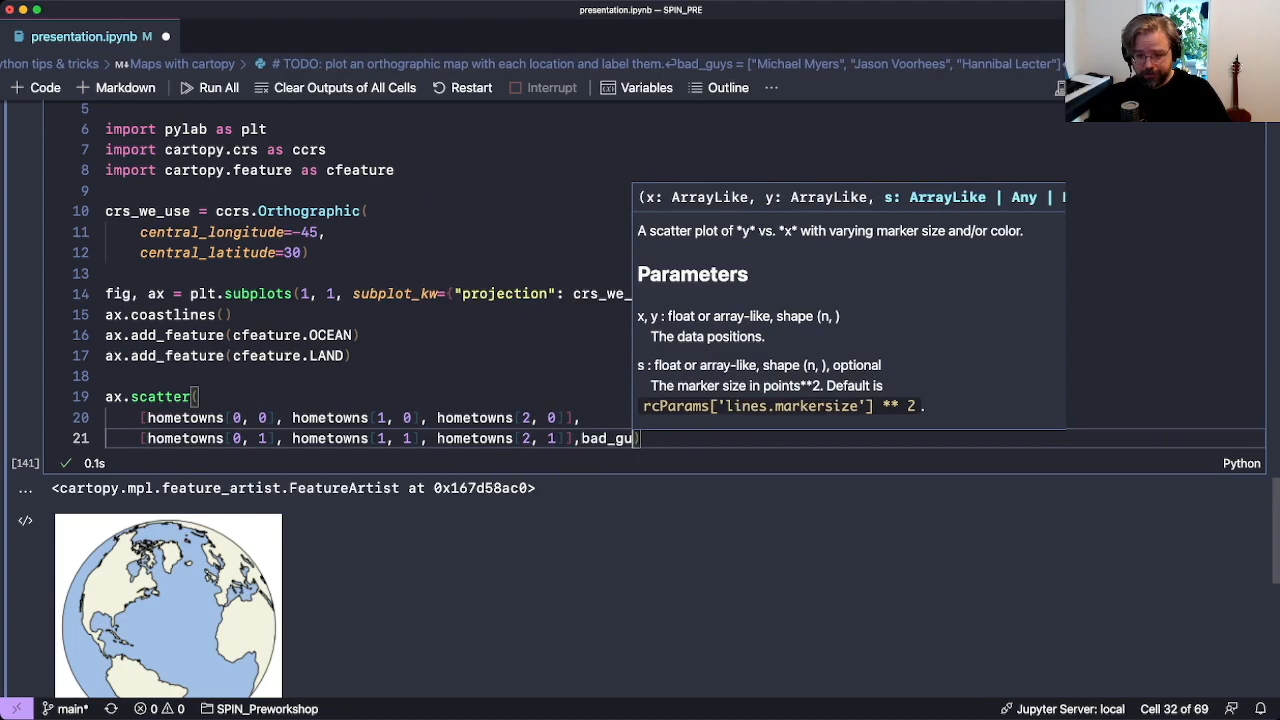 presentation.ipynb — SPIN_PRE
presentation.ipynb M
ython tips & tricks > M↓Maps with cartopy > # TODO: plot an orthographic map with each location and label them.↵bad_guys = ["Michael Myers", "Jason Voorhees", "Hannibal Lecter"]
+ Code + Markdown Run All Clear Outputs of All Cells Restart Interrupt Variables Outline ...
5
6 import pylab as plt
7 import cartopy.crs as ccrs
8 import cartopy.feature as cfeature
9
10 crs_we_use = ccrs.Orthographic(
11 central_longitude=-45,
12 central_latitude=30)
13
14 fig, ax = plt.subplots(1, 1, subplot_kw={"projection": crs_we_
15 ax.coastlines()
16 ax.add_feature(cfeature.OCEAN)
17 ax.add_feature(cfeature.LAND)
18
19 ax.scatter(
20 [hometowns[0, 0], hometowns[1, 0], hometowns[2, 0]],
21 [hometowns[0, 1], hometowns[1, 1], hometowns[2, 1]],bad_gu)
(x: ArrayLike, y: ArrayLike, s: ArrayLike | Any |
A scatter plot of *y* vs. *x* with varying marker size and/or color.
Parameters
x, y : float or array-like, shape (n, )
The data positions.
s : float or array-like, shape (n, ), optional
The marker size in points**2. Default is
rcParams['lines.markersize'] ** 2 .
[141] ✓ 0.1s Python
... <cartopy.mpl.feature_artist.FeatureArtist at 0x167d58ac0>
</>
main* 0 0 SPIN_Preworkshop Jupyter Server: local Cell 32 of 69